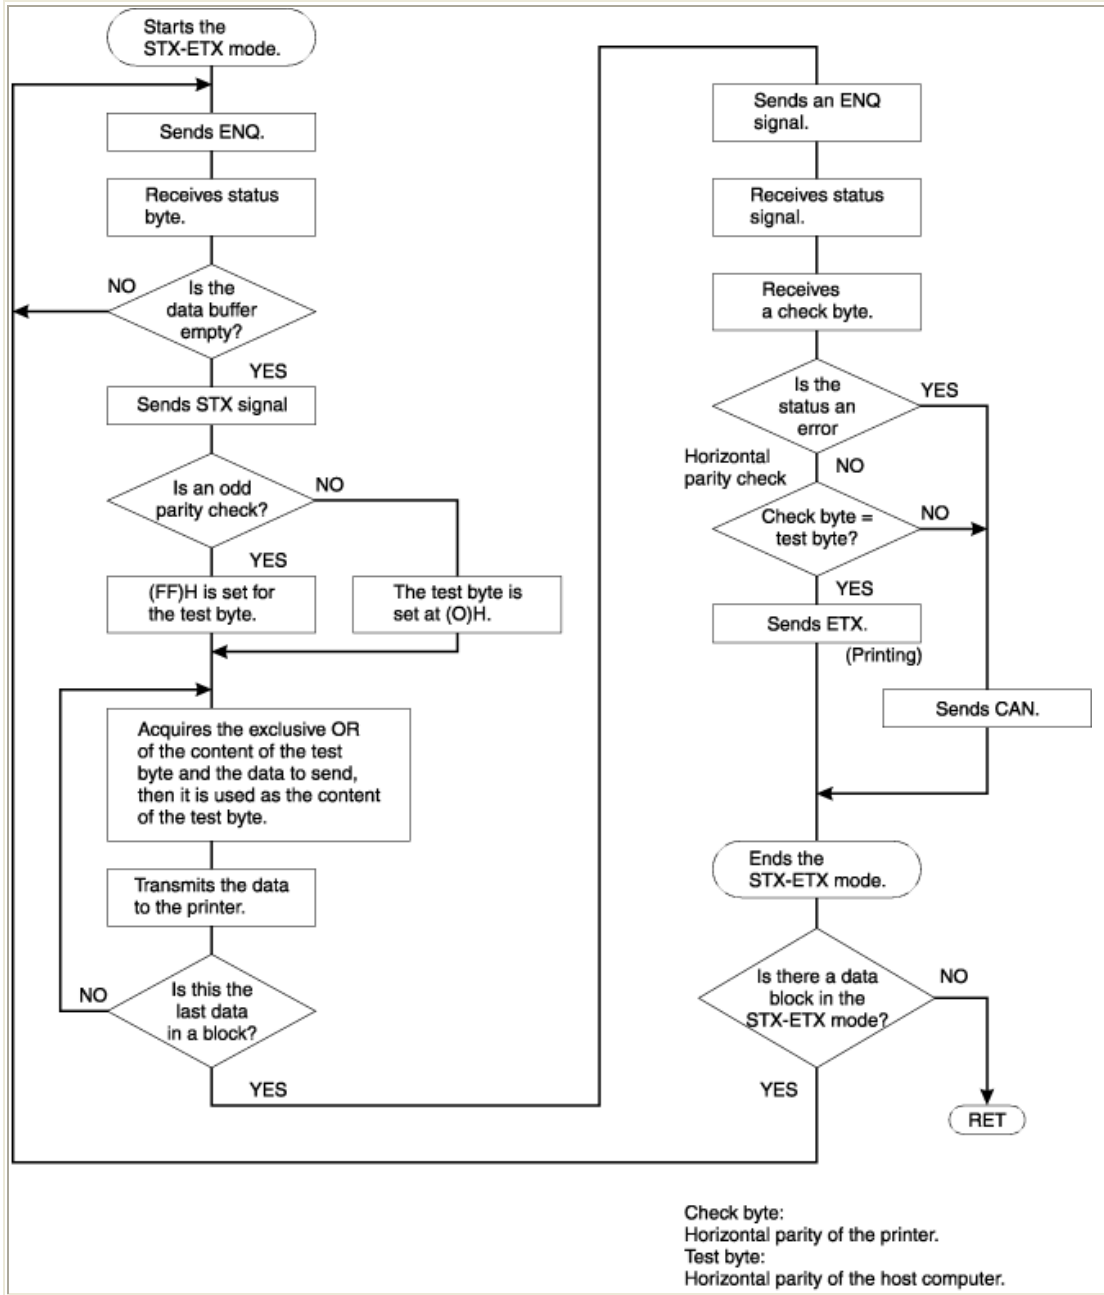 Starts the
STX-ETX mode.
Sends ENQ.
Receives status
byte.
NO
Is the
data buffer
empty?
YES
Sends STX signal
Is an odd
parity check?
NO
YES
(FF)H is set for
the test byte.
The test byte is
set at (O)H.
Acquires the exclusive OR
of the content of the test
byte and the data to send,
then it is used as the content
of the test byte.
Transmits the data
to the printer.
NO
Is this the
last data
in a block?
YES
Sends an ENQ
signal.
Receives status
signal.
Receives
a check byte.
Is the
status an
error
YES
Horizontal
parity check
NO
Check byte =
test byte?
NO
YES
Sends ETX.
(Printing)
Sends CAN.
Ends the
STX-ETX mode.
Is there a data
block in the
STX-ETX mode?
NO
YES
RET
Check byte:
Horizontal parity of the printer.
Test byte:
Horizontal parity of the host computer.